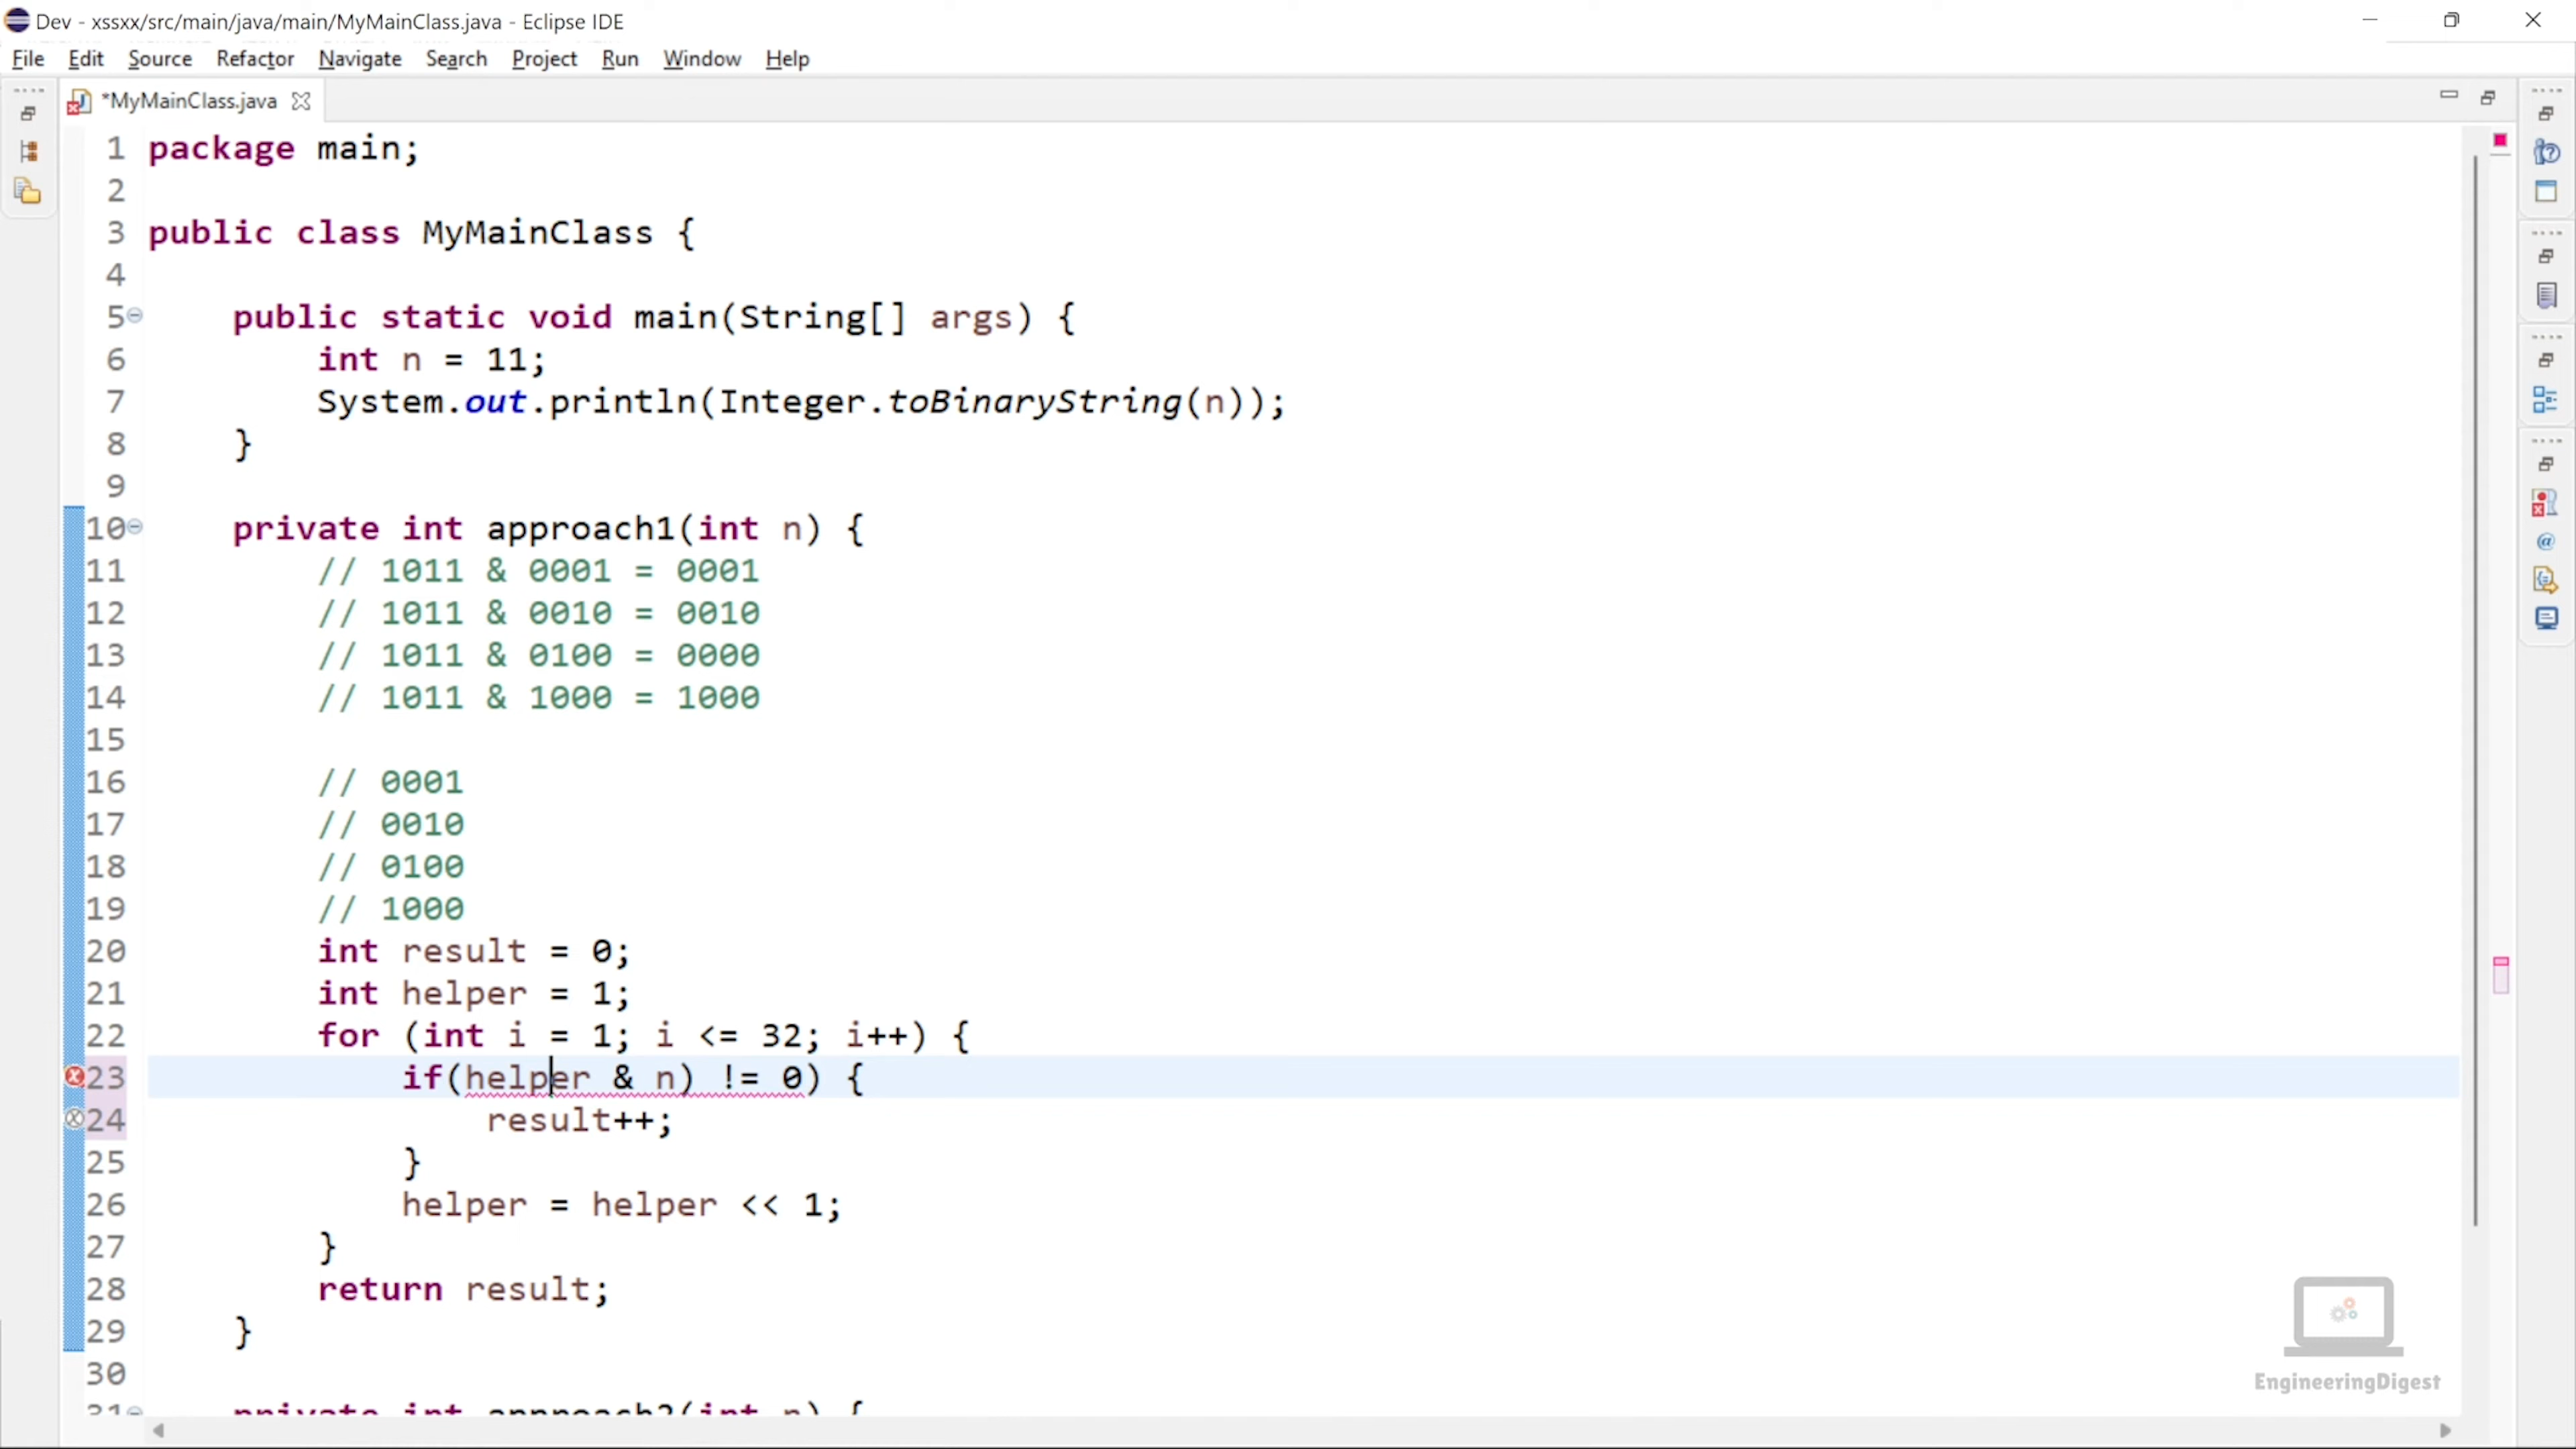 Dev - xssxx/src/main/java/main/MyMainClass.java - Eclipse IDE
File Edit Source Refactor Navigate Search Project Run Window Help
*MyMainClass.java
1 package main;
2
3 public class MyMainClass {
4
5 public static void main(String[] args) {
6 int n = 11;
7 System.out.println(Integer.toBinaryString(n));
8 }
9
10 private int approach1(int n) {
11 // 1011 & 0001 = 0001
12 // 1011 & 0010 = 0010
13 // 1011 & 0100 = 0000
14 // 1011 & 1000 = 1000
15
16 // 0001
17 // 0010
18 // 0100
19 // 1000
20 int result = 0;
21 int helper = 1;
22 for (int i = 1; i <= 32; i++) {
23 if(helper & n) != 0) {
24 result++;
25 }
26 helper = helper << 1;
27 }
28 return result;
29 }
30
31 private int approach2(int n) {
EngineeringDigest